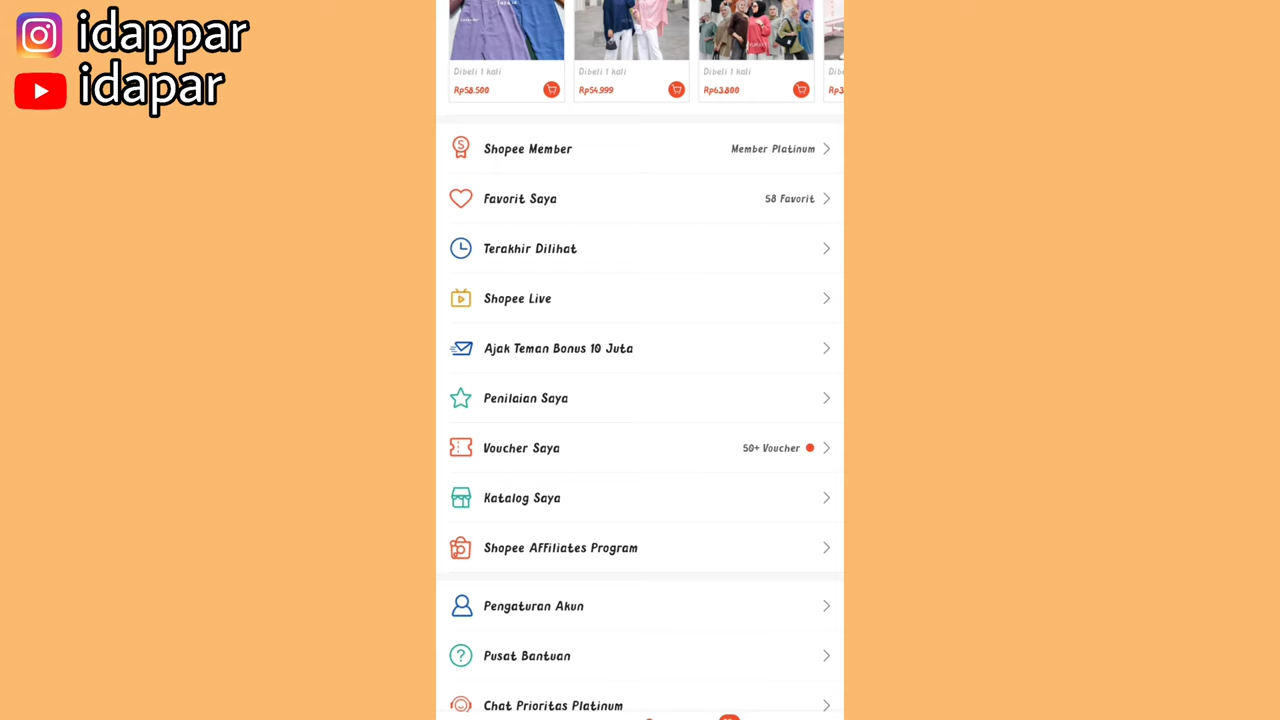 idappar
idapar
Dibeli 1 kali
Rp58.500
Dibeli 1 kali
Rp54.999
Dibeli 1 kali
Rp63.800
Dibe
Rp3
Shopee Member
Member Platinum
Favorit Saya
58 Favorit
Terakhir Dilihat
Shopee Live
Ajak Teman Bonus 10 Juta
Penilaian Saya
Voucher Saya
50+ Voucher
Katalog Saya
Shopee Affiliates Program
Pengaturan Akun
Pusat Bantuan
Chat Prioritas Platinum